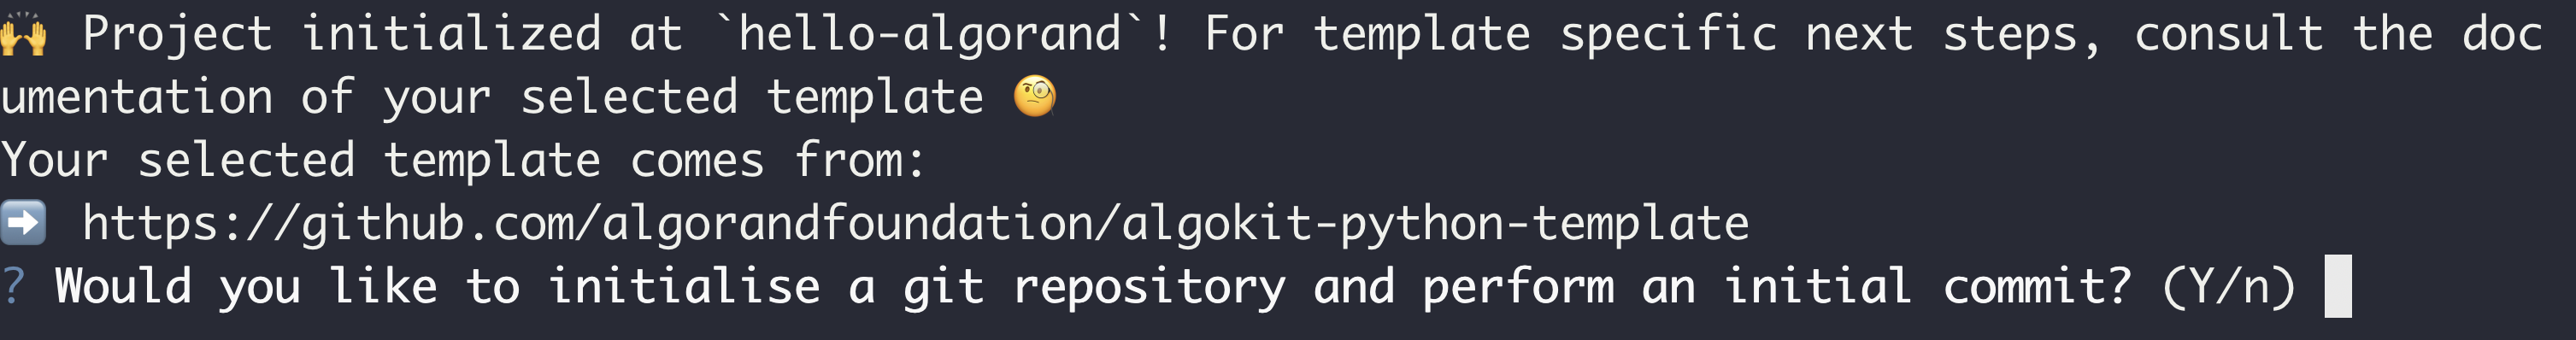 🙌 Project initialized at `hello-algorand`! For template specific next steps, consult the doc
umentation of your selected template 🧐
Your selected template comes from:
➡️ https://github.com/algorandfoundation/algokit-python-template
? Would you like to initialise a git repository and perform an initial commit? (Y/n)